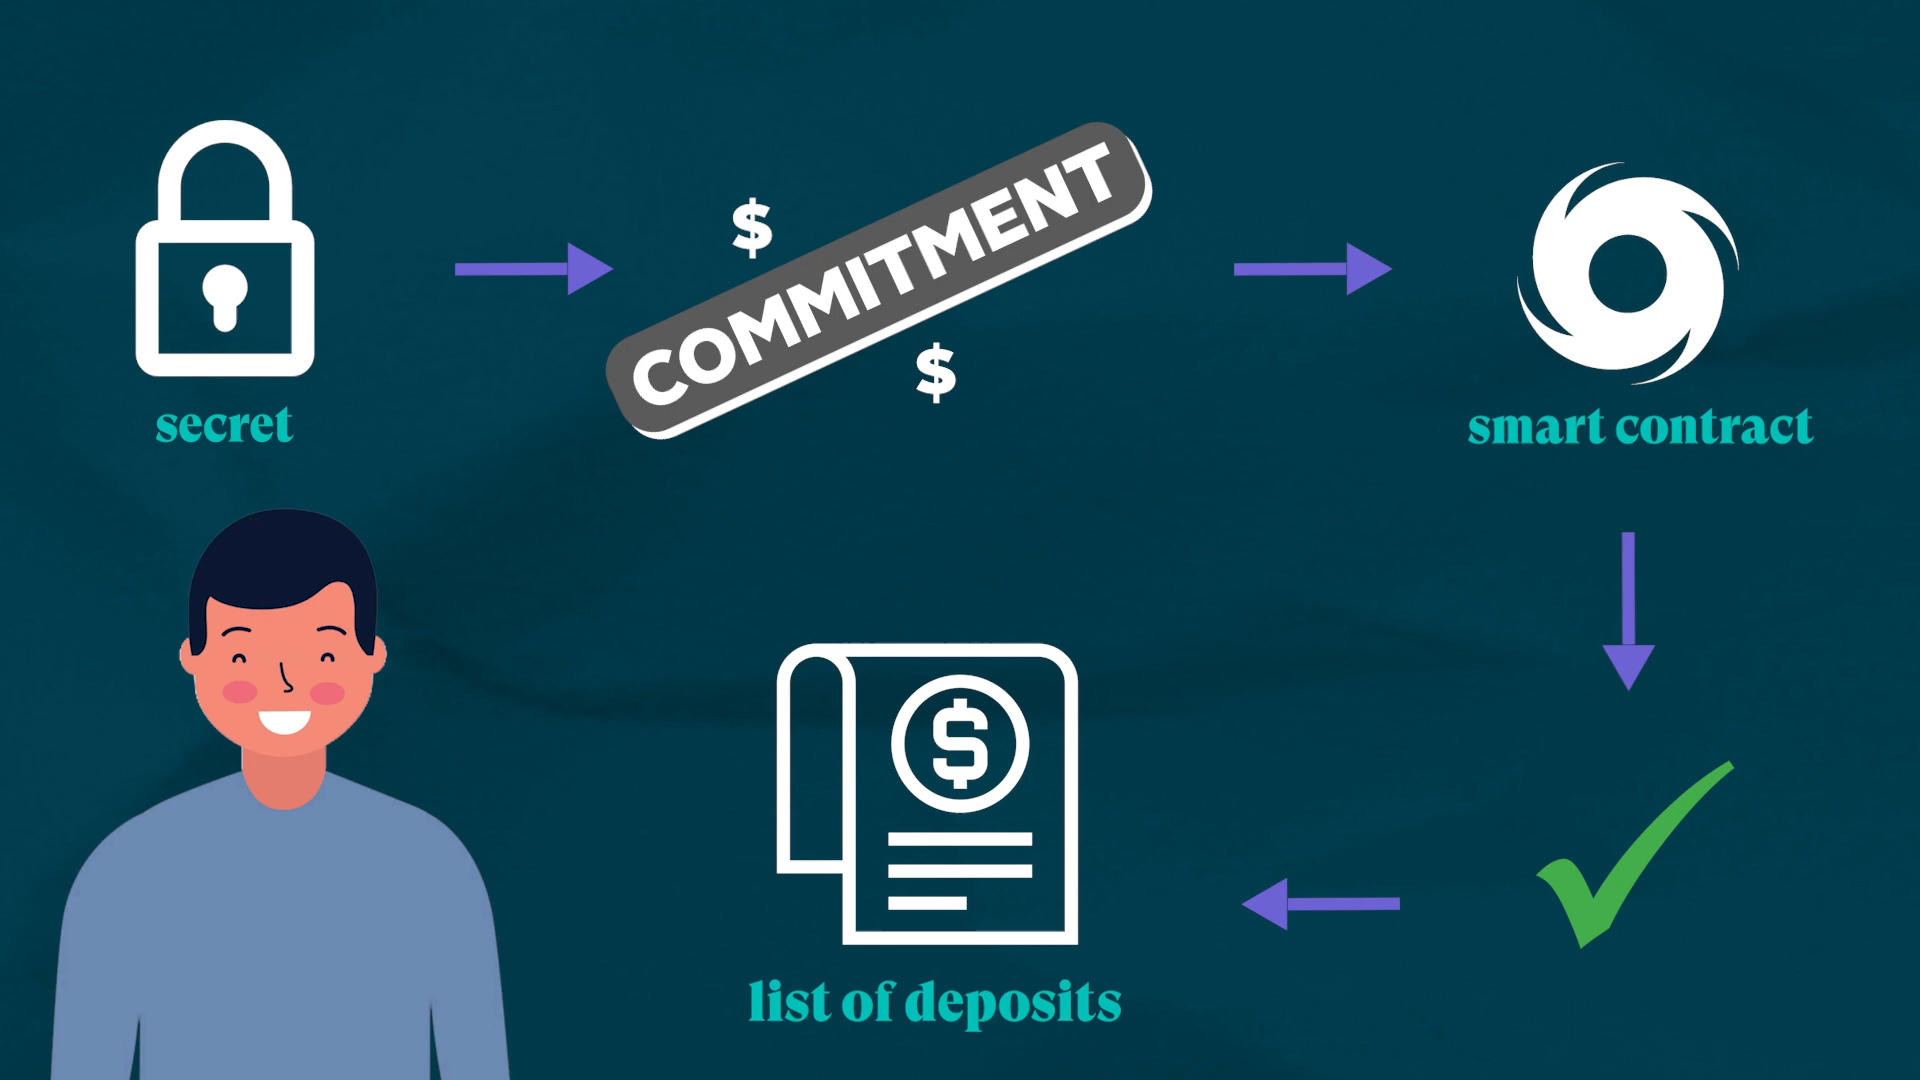 $
COMMITMENT
$
secret
smart contract
$
list of deposits